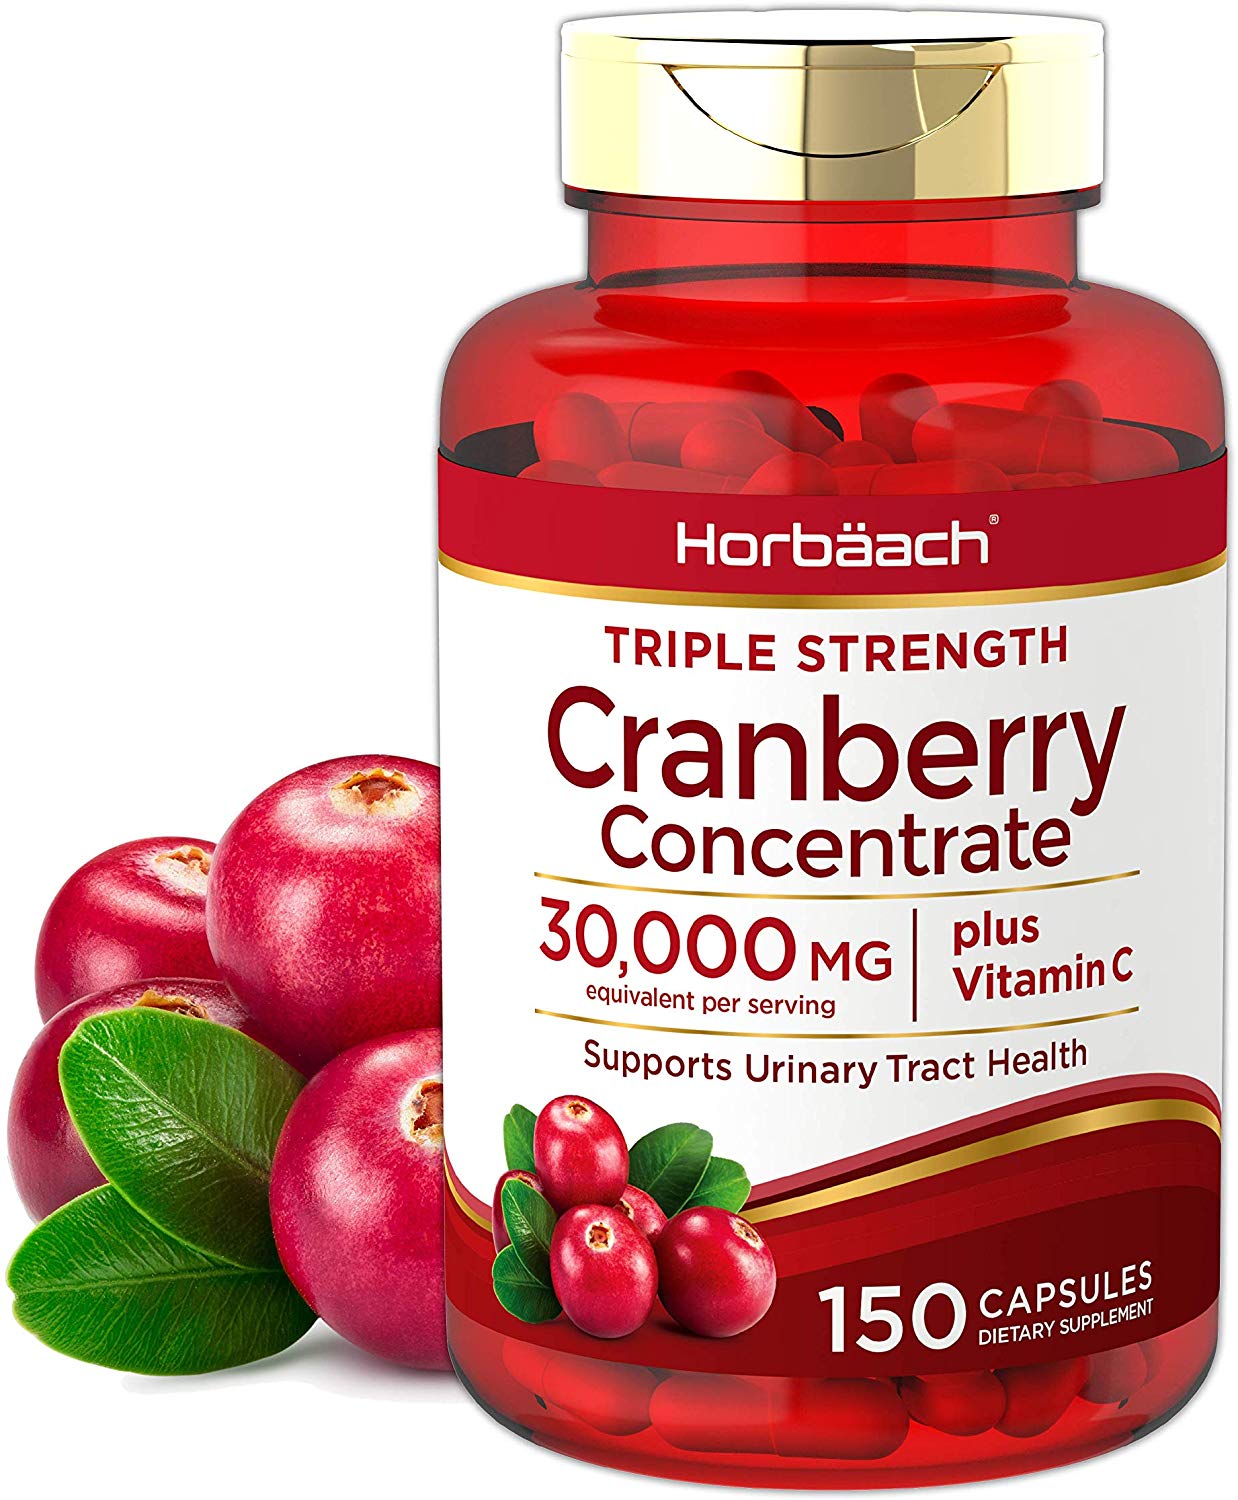 Horbäach®
TRIPLE STRENGTH
Cranberry
Concentrate
30,000 MG
equivalent per serving
plus
Vitamin C
Supports Urinary Tract Health
150 CAPSULES
DIETARY SUPPLEMENT